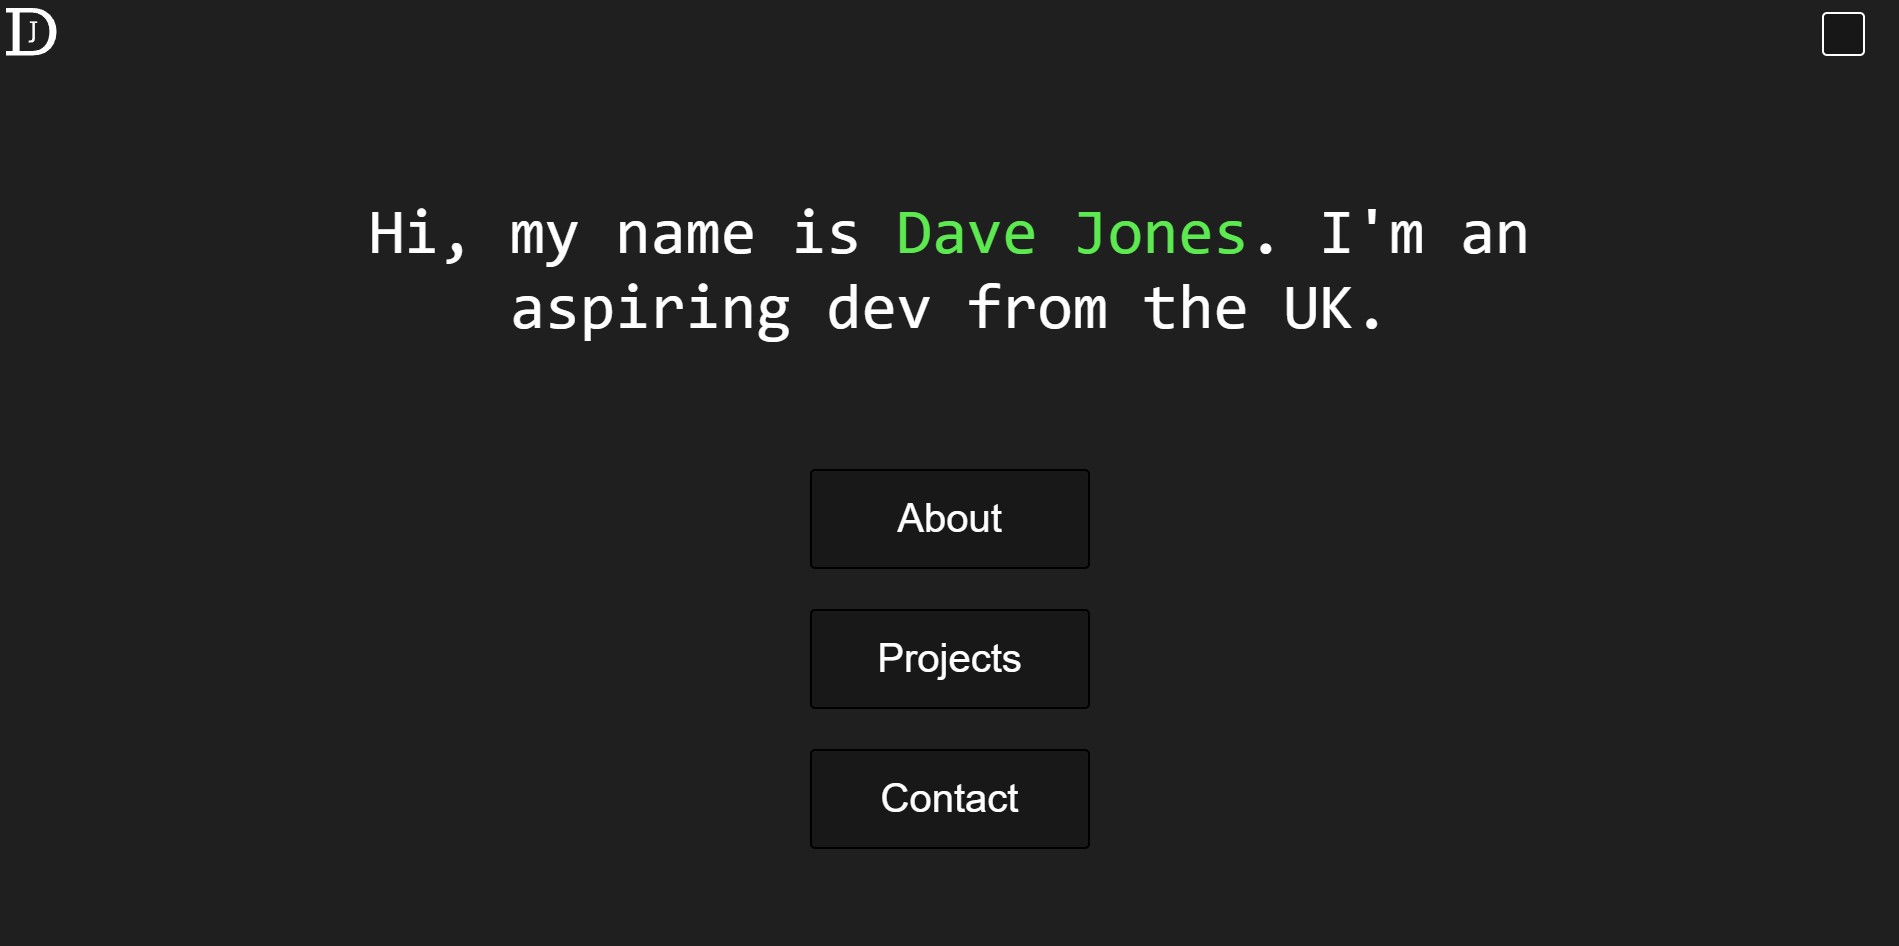 DJ
Hi, my name is Dave Jones. I'm an
aspiring dev from the UK.
About
Projects
Contact